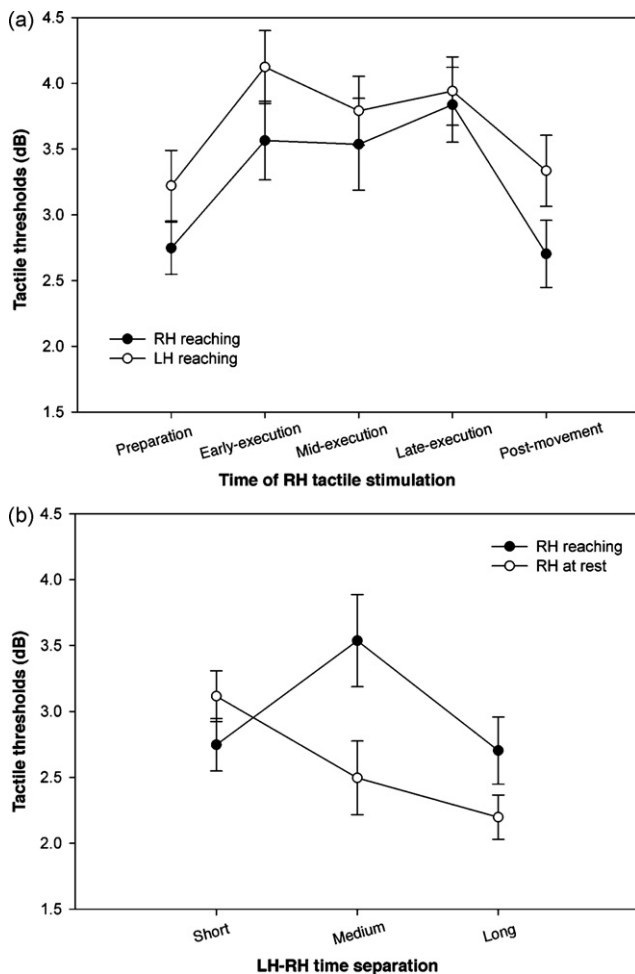 (a)
4.5
4.0
3.5
3.0
2.5
2.0
1.5
Tactile thresholds (dB)
RH reaching
LH reaching
Preparation
Early-execution
Mid-execution
Late-execution
Post-movement
Time of RH tactile stimulation
(b)
4.5
4.0
3.5
3.0
2.5
2.0
1.5
Tactile thresholds (dB)
RH reaching
RH at rest
Short
Medium
Long
LH-RH time separation